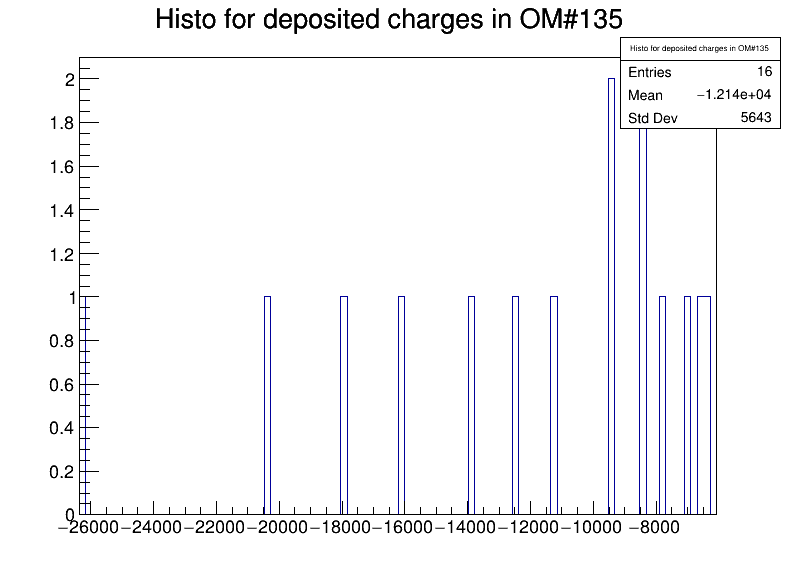 Histo for deposited charges in OM#135
Histo for deposited charges in OM#135
Entries 16
Mean −1.214e+04
Std Dev 5643
2
1.8
1.6
1.4
1.2
1
0.8
0.6
0.4
0.2
0
−26000 −24000 −22000 −20000 −18000 −16000 −14000 −12000 −10000 −8000